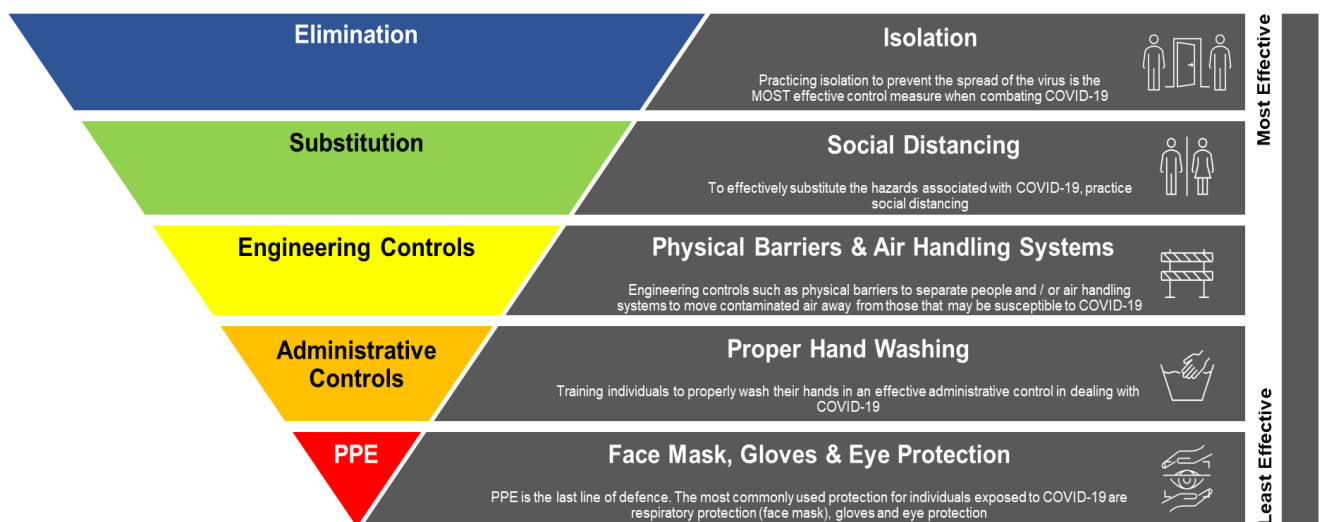 Elimination
Isolation
Practicing isolation to prevent the spread of the virus is the
MOST effective control measure when combating COVID-19
Most Effective
Substitution
Social Distancing
To effectively substitute the hazards associated with COVID-19, practice
social distancing
Engineering Controls
Physical Barriers & Air Handling Systems
Engineering controls such as physical barriers to separate people and / or air handling
systems to move contaminated air away from those that may be susceptible to COVID-19
Administrative
Controls
Proper Hand Washing
Training individuals to properly wash their hands in an effective administrative control in dealing with
COVID-19
PPE
Face Mask, Gloves & Eye Protection
PPE is the last line of defence. The most commonly used protection for individuals exposed to COVID-19 are
respiratory protection (face mask), gloves and eye protection
Least Effective